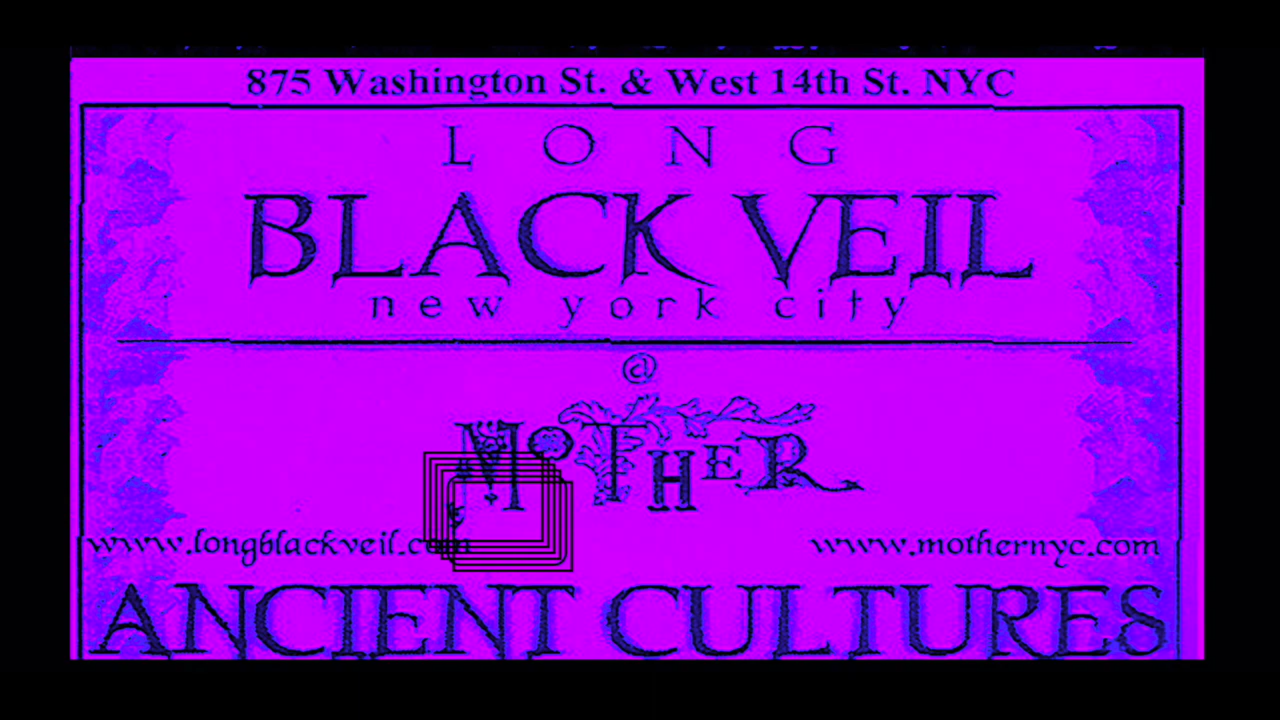 875 Washington St. & West 14th St. NYC
LONG
BLACK VEIL
new york city
@
MOTHER
www.longblackveil.com
www.mothernyc.com
ANCIENT CULTURES